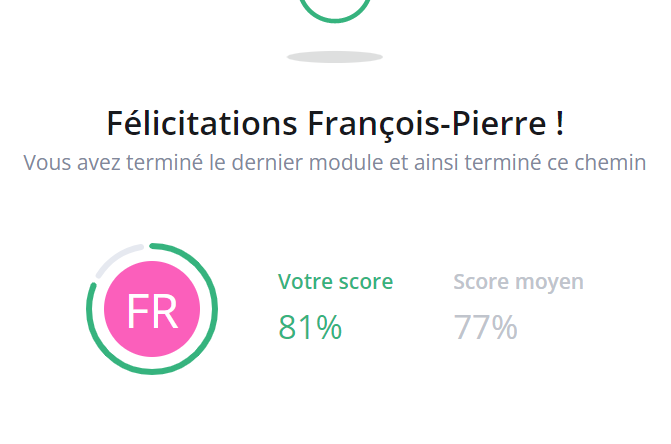 Félicitations François-Pierre !
Vous avez terminé le dernier module et ainsi terminé ce chemin
FR
Votre score
81%
Score moyen
77%